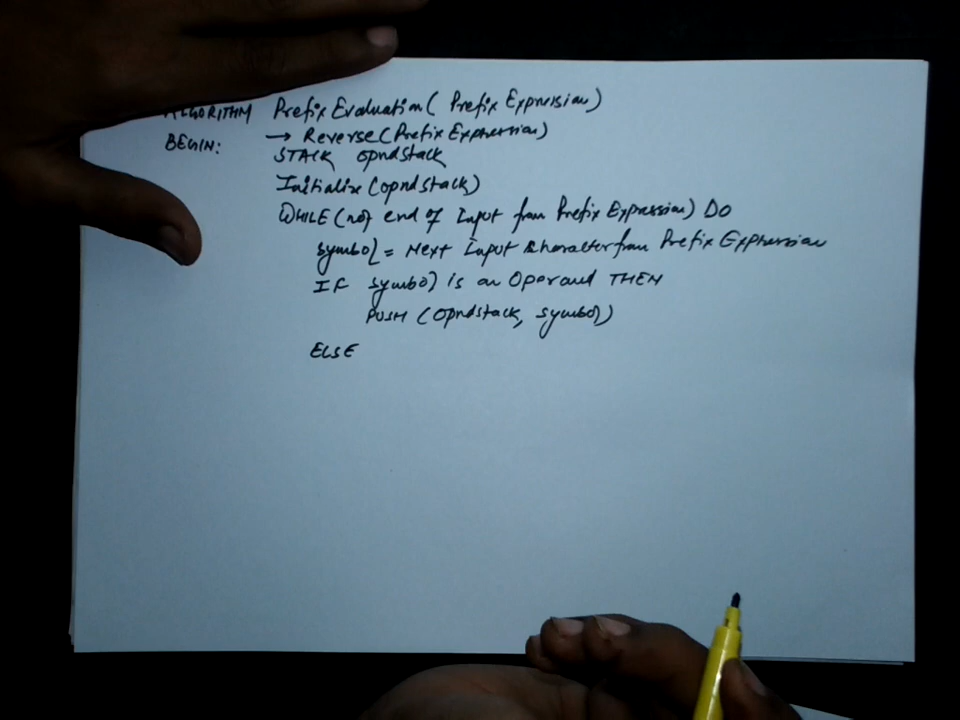 ALGORITHM Prefix Evaluation ( Prefix Expression )
BEGIN: → Reverse (Prefix Expression)
STACK opndstack
Initialize (opndstack)
WHILE (not end of Input from Prefix Expression) DO
symbol = Next Input Character from Prefix Expression
IF symbol is an Operand THEN
PUSH (opndstack, symbol)
ELSE